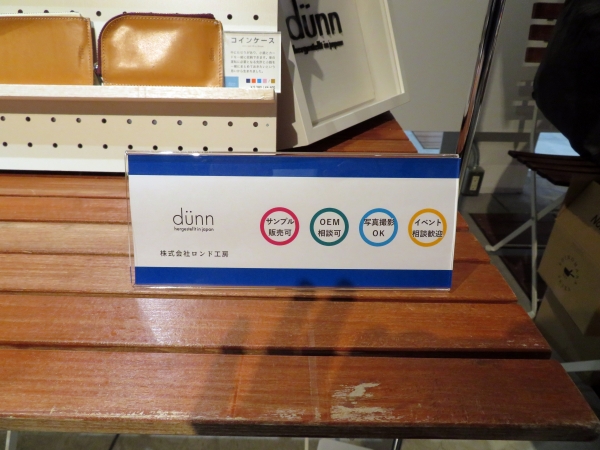 dünn
hergestellt in japan
コインケース
dünn
hergestellt in japan
株式会社ロンド工房
サンプル
販売可
OEM
相談可
写真撮影
OK
イベント
相談歓迎